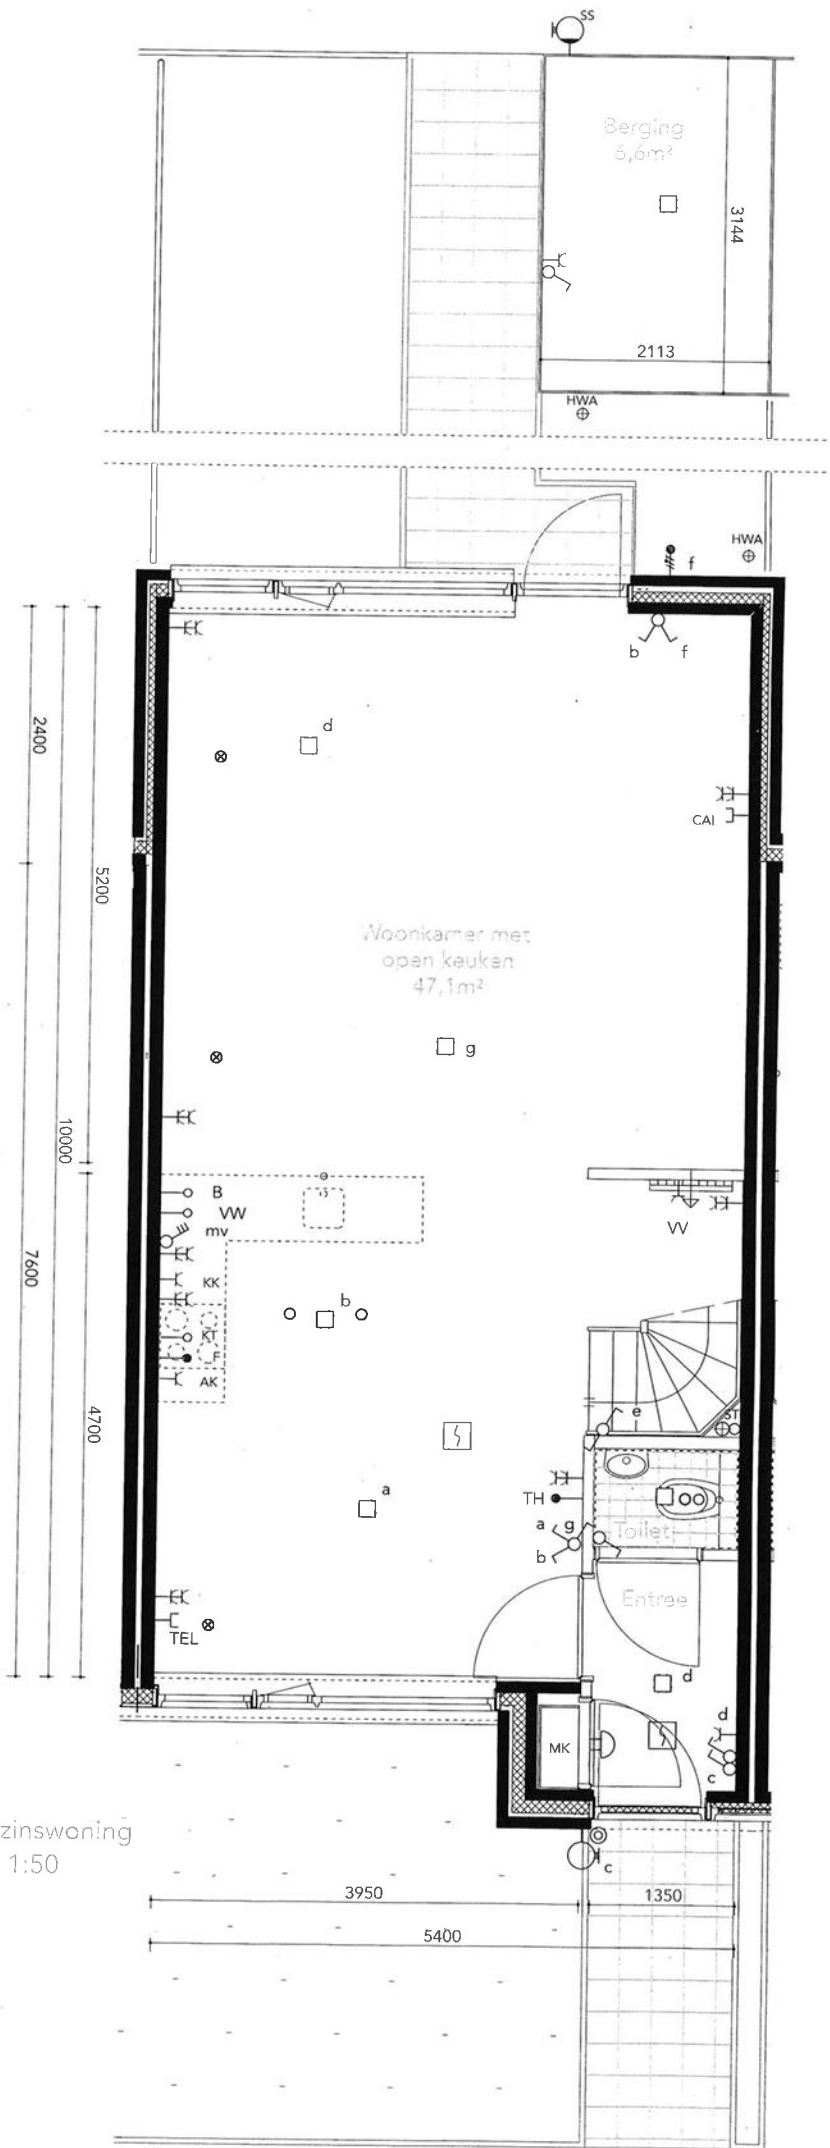 SS
Berging
6,6m²
3144
2113
HWA
HWA
f
b
f
d
2400
CAI
5200
Woonkamer met
open keuken
47,1m²
g
10000
B
VW
mv
VV
7600
KK
b
KT
F
AK
4700
e
ST
a
TH
a
g
b
Toilet
Entree
TEL
d
d
MK
c
zinswoning
1:50
c
3950
1350
5400